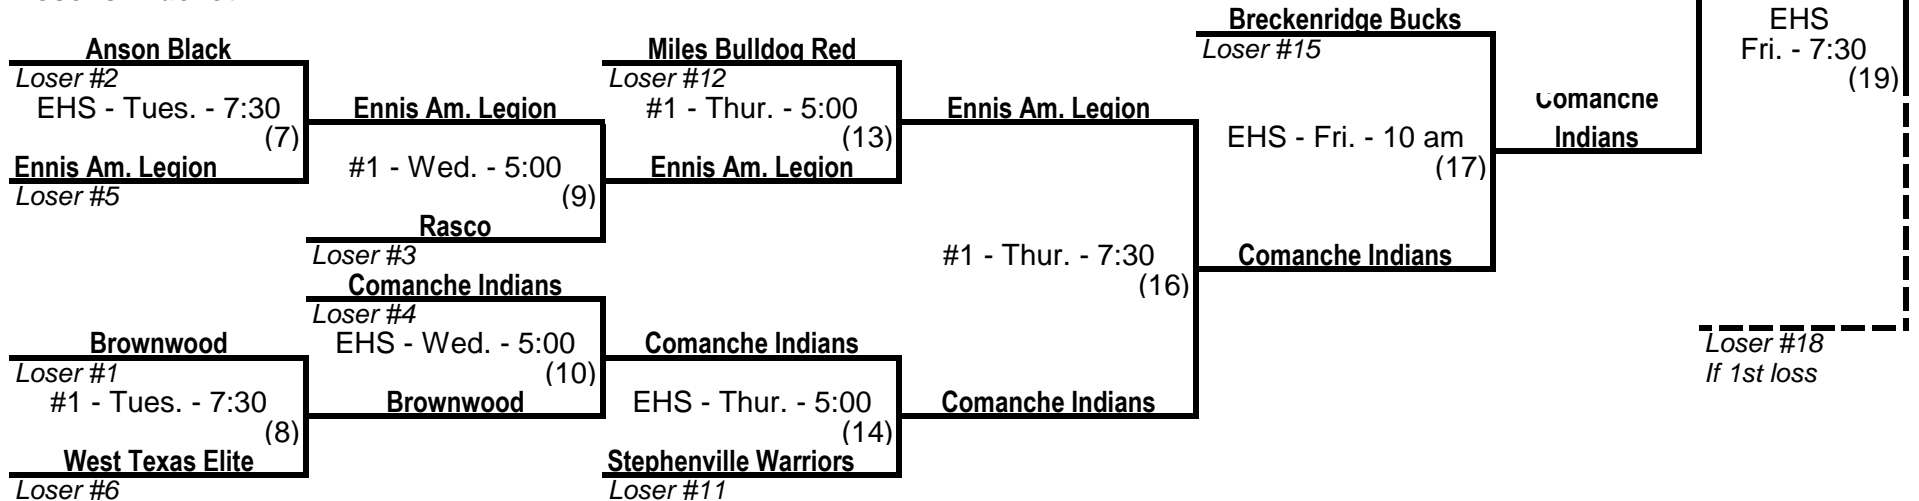 Breckenridge Bucks
EHS
Anson Black
Miles Bulldog Red
Loser #15
Fri. - 7:30
Loser #2
Loser #12
(19)
EHS - Tues. - 7:30
Ennis Am. Legion
#1 - Thur. - 5:00
Ennis Am. Legion
Comanche
(7)
(13)
EHS - Fri. - 10 am
Indians
Ennis Am. Legion
#1 - Wed. - 5:00
Ennis Am. Legion
(17)
Loser #5
(9)
Rasco
Loser #3
#1 - Thur. - 7:30
Comanche Indians
Comanche Indians
(16)
Loser #4
Brownwood
EHS - Wed. - 5:00
Comanche Indians
Loser #18
Loser #1
(10)
If 1st loss
#1 - Tues. - 7:30
Brownwood
EHS - Thur. - 5:00
Comanche Indians
(8)
(14)
West Texas Elite
Stephenville Warriors
Loser #6
Loser #11